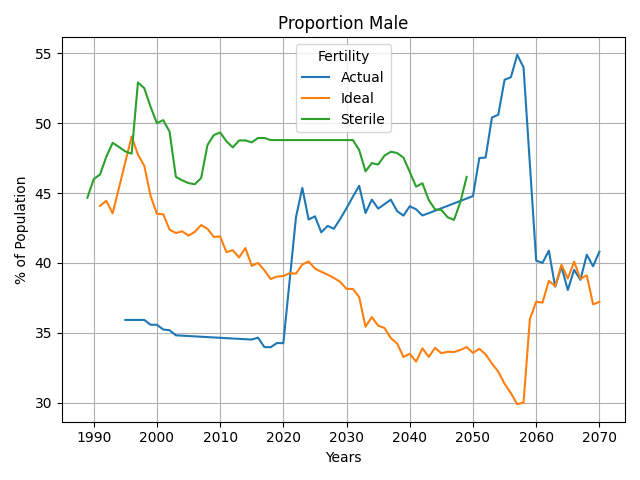 Proportion Male
Fertility
Actual
Ideal
Sterile
% of Population
55
50
45
40
35
30
1990 2000 2010 2020 2030 2040 2050 2060 2070
Years